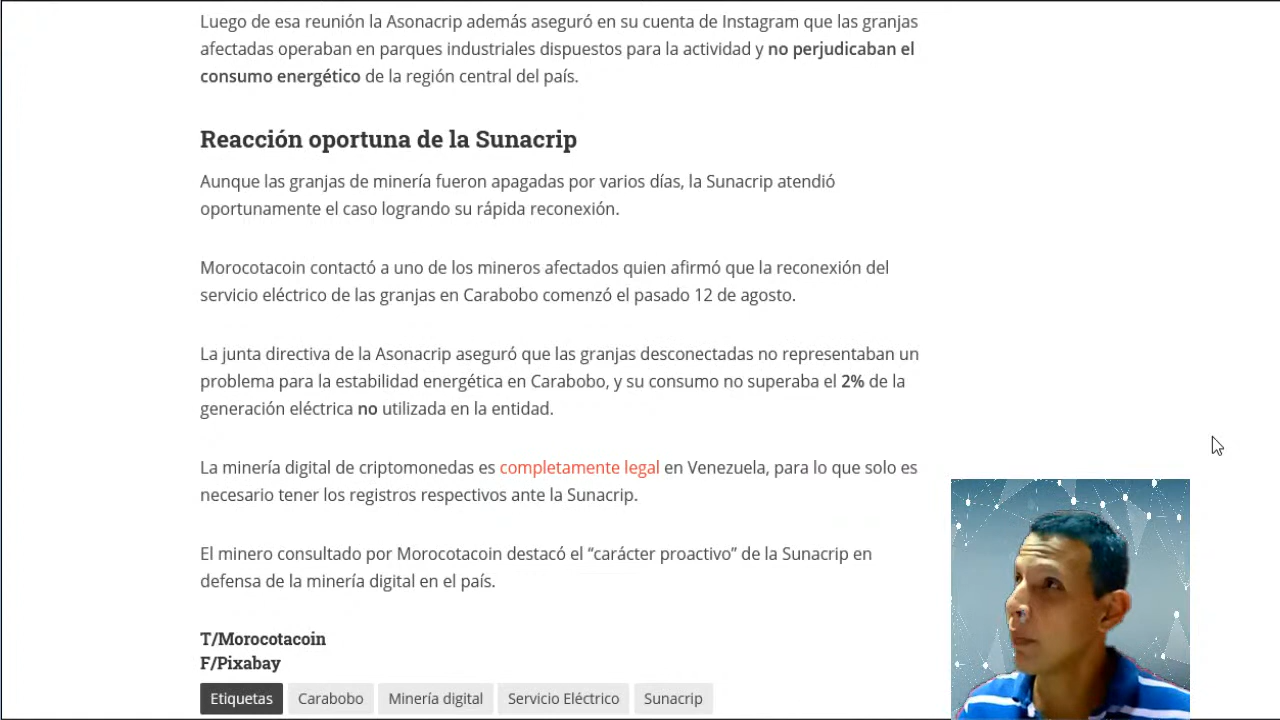 Luego de esa reunión la Asonacrip además aseguró en su cuenta de Instagram que las granjas
afectadas operaban en parques industriales dispuestos para la actividad y no perjudicaban el
consumo energético de la región central del país.
Reacción oportuna de la Sunacrip
Aunque las granjas de minería fueron apagadas por varios días, la Sunacrip atendió
oportunamente el caso logrando su rápida reconexión.
Morocotacoin contactó a uno de los mineros afectados quien afirmó que la reconexión del
servicio eléctrico de las granjas en Carabobo comenzó el pasado 12 de agosto.
La junta directiva de la Asonacrip aseguró que las granjas desconectadas no representaban un
problema para la estabilidad energética en Carabobo, y su consumo no superaba el 2% de la
generación eléctrica no utilizada en la entidad.
La minería digital de criptomonedas es completamente legal en Venezuela, para lo que solo es
necesario tener los registros respectivos ante la Sunacrip.
El minero consultado por Morocotacoin destacó el “carácter proactivo” de la Sunacrip en
defensa de la minería digital en el país.
T/Morocotacoin
F/Pixabay
Etiquetas Carabobo Minería digital Servicio Eléctrico Sunacrip